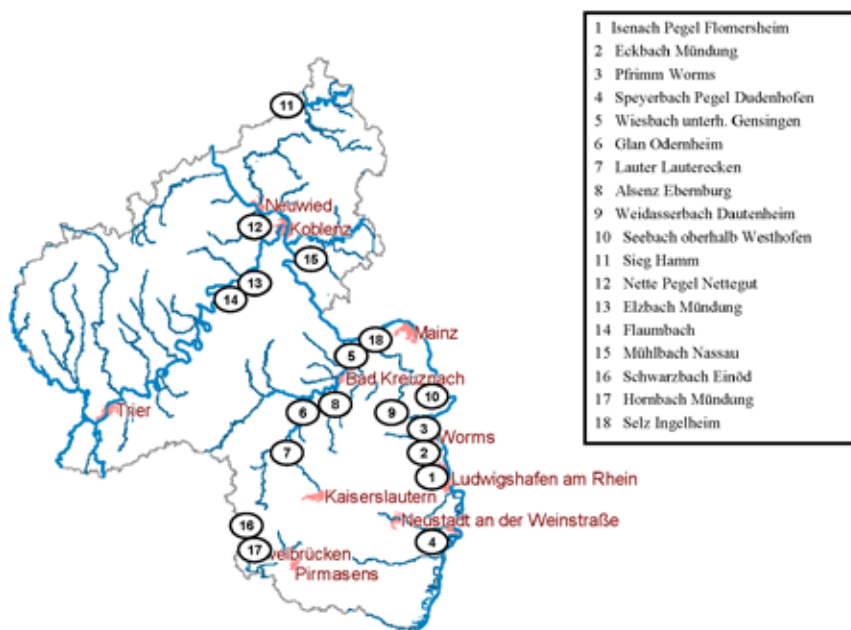 1 Isenach Pegel Flomersheim
2 Eckbach Mündung
3 Pfrimm Worms
4 Speyerbach Pegel Dudenhofen
5 Wiesbach unterh. Gensingen
6 Glan Odernheim
7 Lauter Lauterecken
8 Alsenz Ebernburg
9 Weidasserbach Dautenheim
10 Seebach oberhalb Westhofen
11 Sieg Hamm
12 Nette Pegel Nettegut
13 Elzbach Mündung
14 Flaumbach
15 Mühlbach Nassau
16 Schwarzbach Einöd
17 Hornbach Mündung
18 Selz Ingelheim
11
Neuwied
12
Koblenz
15
13
14
Mainz
18
5
Bad Kreuznach
10
8
9
6
Trier
3
Worms
2
7
1
Ludwigshafen am Rhein
Kaiserslautern
Neustadt an der Weinstraße
16
4
17
weibrücken
Pirmasens